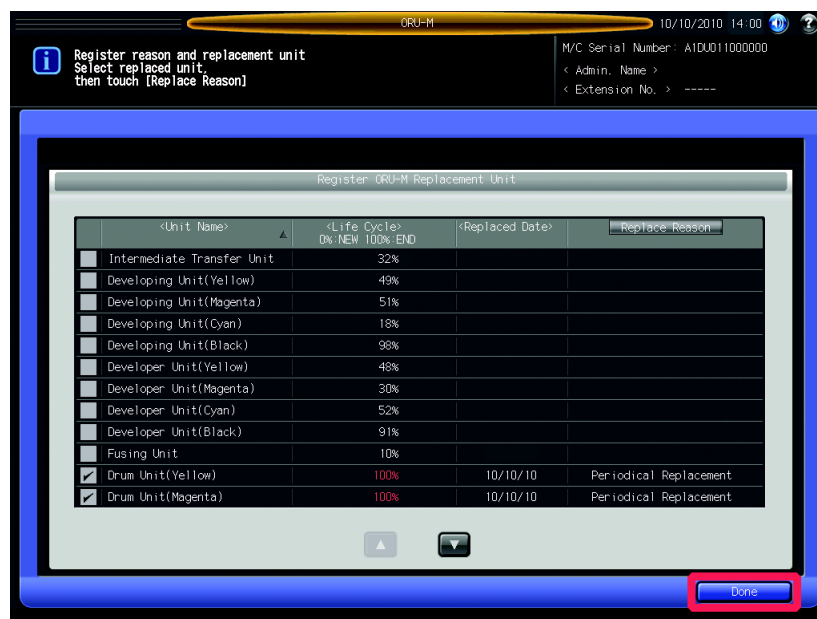 ORU-M
10/10/2010 14:00
Register reason and replacement unit
Select replaced unit,
then touch [Replace Reason]
M/C Serial Number: A1DU011000000
< Admin. Name >
< Extension No. > -----
Register ORU-M Replacement Unit
<Unit Name> <Life Cycle> <Replaced Date> Replace Reason
0%:NEW 100%:END
Intermediate Transfer Unit 32%
Developing Unit(Yellow) 49%
Developing Unit(Magenta) 51%
Developing Unit(Cyan) 18%
Developing Unit(Black) 98%
Developer Unit(Yellow) 48%
Developer Unit(Magenta) 30%
Developer Unit(Cyan) 52%
Developer Unit(Black) 91%
Fusing Unit 10%
Drum Unit(Yellow) 100% 10/10/10 Periodical Replacement
Drum Unit(Magenta) 100% 10/10/10 Periodical Replacement
Done